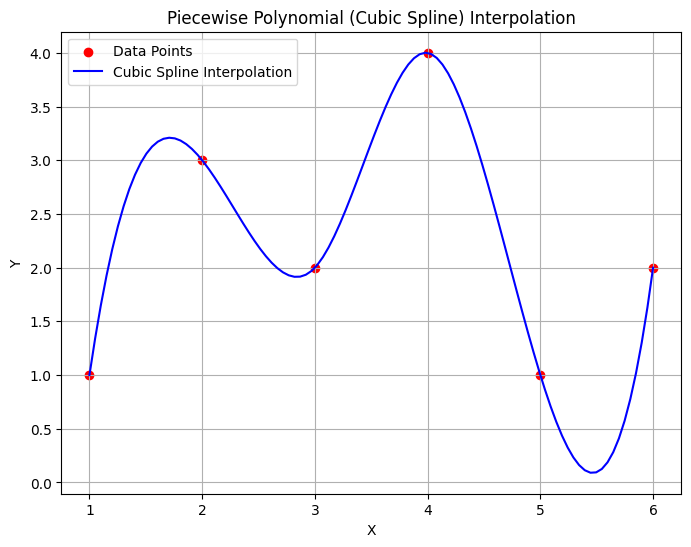 Piecewise Polynomial (Cubic Spline) Interpolation
Data Points
Cubic Spline Interpolation
4.0
3.5
3.0
2.5
2.0
1.5
1.0
0.5
0.0
Y
1 2 3 4 5 6
X